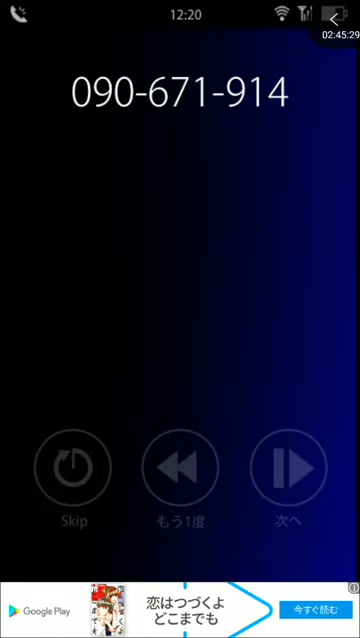 12:20
02:45:29
090-671-914
Skip
もう1度
次へ
Google Play
恋はつづくよ
どこまでも
今すぐ読む